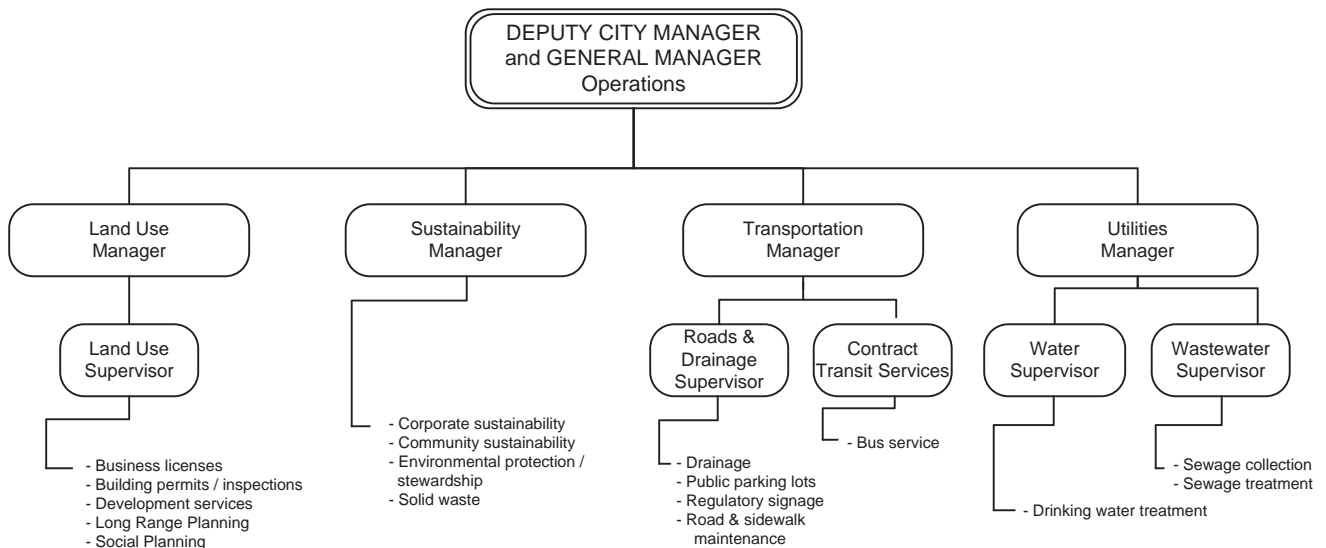 DEPUTY CITY MANAGER
and GENERAL MANAGER
Operations
Land Use
Manager
Sustainability
Manager
Transportation
Manager
Utilities
Manager
Land Use
Supervisor
Roads &
Drainage
Supervisor
Contract
Transit Services
Water
Supervisor
Wastewater
Supervisor
- Business licenses
- Building permits / inspections
- Development services
- Long Range Planning
- Social Planning
- Corporate sustainability
- Community sustainability
- Environmental protection /
stewardship
- Solid waste
- Drainage
- Public parking lots
- Regulatory signage
- Road & sidewalk
maintenance
- Bus service
- Drinking water treatment
- Sewage collection
- Sewage treatment